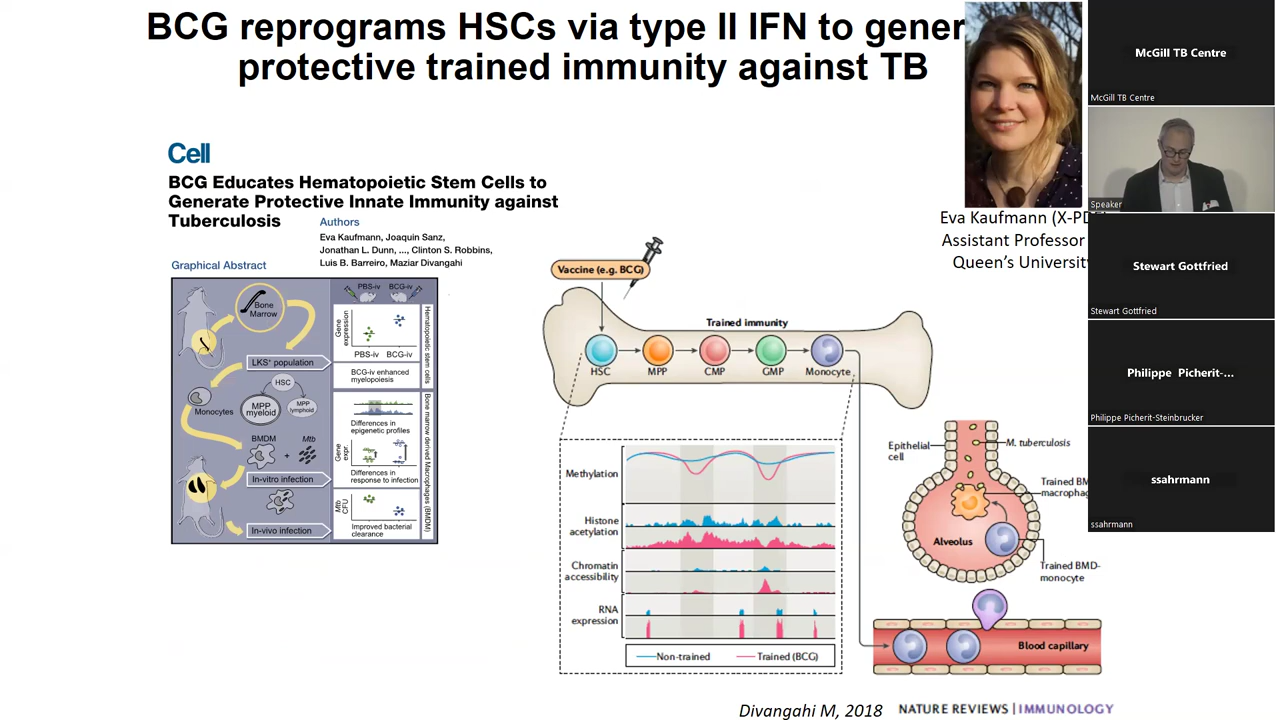 BCG reprograms HSCs via type II IFN to gener
protective trained immunity against TB
Cell
BCG Educates Hematopoietic Stem Cells to
Generate Protective Innate Immunity against
Tuberculosis
Authors
Eva Kaufmann, Joaquin Sanz,
Jonathan L. Dunn, ..., Clinton S. Robbins,
Luis B. Barreiro, Maziar Divangahi
Graphical Abstract
Bone
Marrow
LKS⁺ population
HSC
Monocytes
MPP
myeloid
MPP
lymphoid
BMDM
+
Mtb
In-vitro infection
In-vivo infection
PBS-iv
BCG-iv
Gene
expression
PBS-iv
BCG-iv
BCG-iv enhanced
myelopoiesis
Hematopoietic stem cells
Differences in
epigenetic profiles
Gene
expr.
Differences in
response to infection
Mtb
CFU
Improved bacterial
clearance
Bone marrow derived Macrophages (BMDM)
Vaccine (e.g. BCG)
Trained immunity
HSC
MPP
CMP
GMP
Monocyte
Methylation
Histone
acetylation
Chromatin
accessibility
RNA
expression
Non-trained
Trained (BCG)
Epithelial
cell
M. tuberculosis
Trained BM
macropha
Alveolus
Trained BMD-
monocyte
Blood capillary
Divangahi M, 2018
NATURE REVIEWS | IMMUNOLOGY
Eva Kaufmann (X-PD
Assistant Professor
Queen's University
McGill TB Centre
McGill TB Centre
Speaker
Stewart Gottfried
Stewart Gottfried
Philippe Picherit-...
Philippe Picherit-Steinbrucker
ssahrmann
ssahrmann